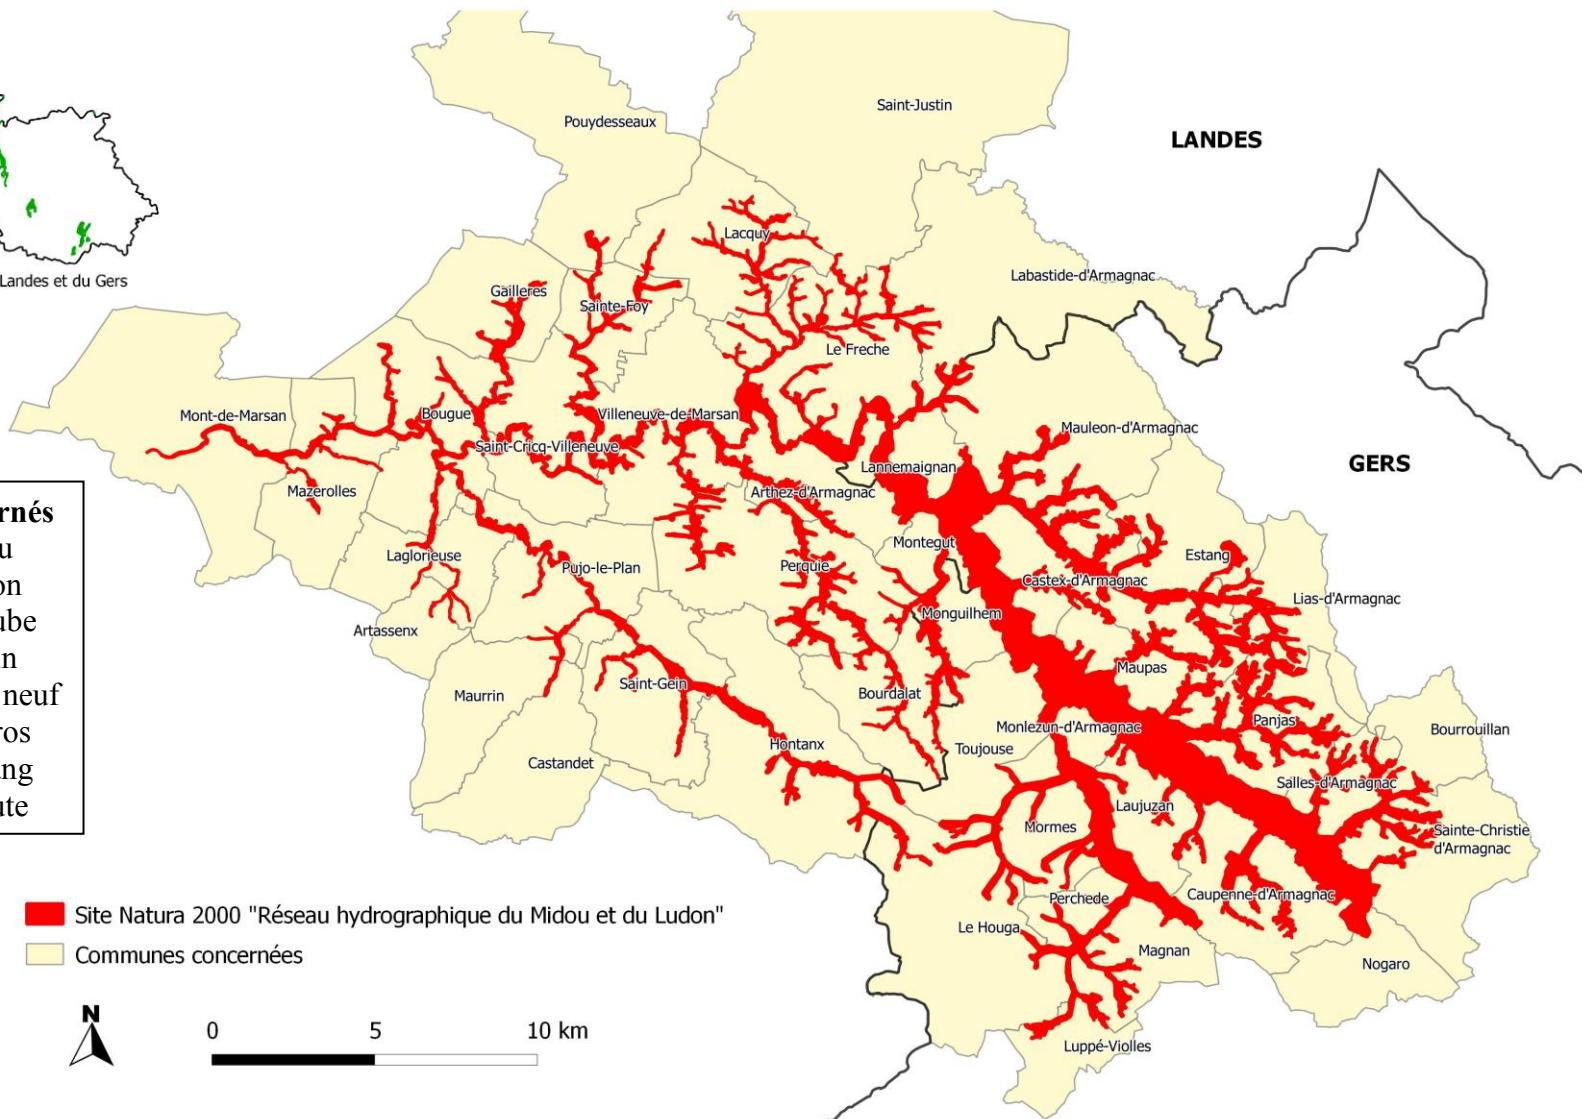 Pouydesseaux
Saint-Justin
LANDES
Lacquy
Landes et du Gers
Gailleres
Sainte-Foy
Labastide-d'Armagnac
Le Freche
Mont-de-Marsan
Bougue
Villeneuve-de-Marsan
Saint-Cricq-Villeneuve
Mauleon-d'Armagnac
GERS
Lannemaignan
Mazerolles
Arthez-d'Armagnac
Montegut
Laglorieuse
Pujo-le-Plan
Perquie
Estang
Castex-d'Armagnac
Lias-d'Armagnac
Monguilhem
Artassenx
Maurrin
Saint-Gein
Bourdalat
Maupas
Monlezun-d'Armagnac
Panjas
Bourrouillan
Toujouse
Hontanx
Castandet
Salles-d'Armagnac
Laujuzan
Mormes
Sainte-Christie
d'Armagnac
Perchede
Caupenne-d'Armagnac
Le Houga
Magnan
Nogaro
Luppé-Violles
rnés
u
on
ube
n
neuf
ros
ang
ute
Site Natura 2000 "Réseau hydrographique du Midou et du Ludon"
Communes concernées
N
0 5 10 km